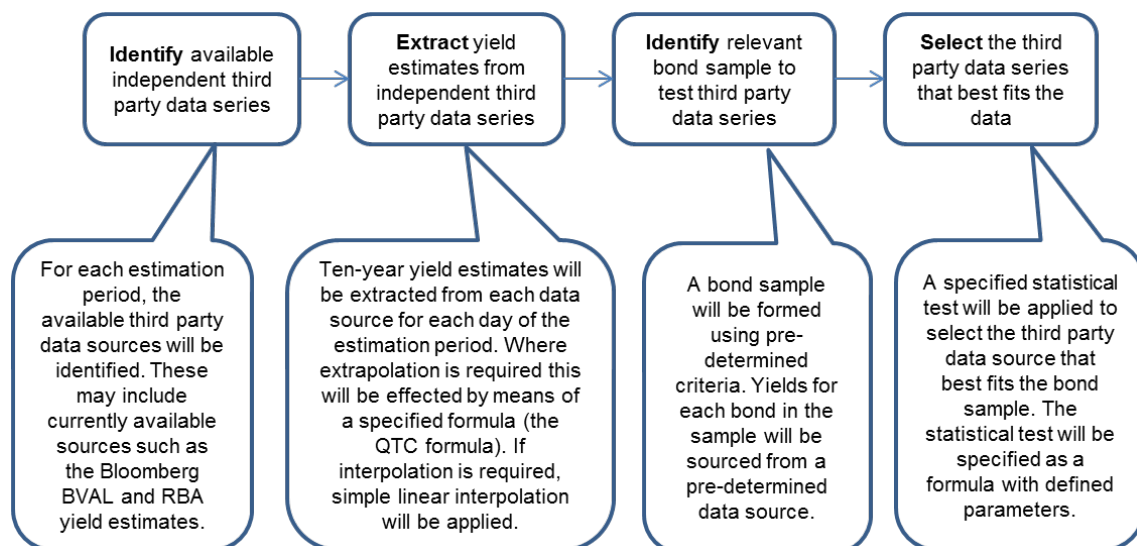 Identify available
independent third
party data series
Extract yield
estimates from
independent third
party data series
Identify relevant
bond sample to
test third party
data series
Select the third
party data series
that best fits the
data
For each estimation
period, the
available third party
data sources will be
identified. These
may include
currently available
sources such as
the Bloomberg
BVAL and RBA
yield estimates.
Ten-year yield estimates will
be extracted from each data
source for each day of the
estimation period. Where
extrapolation is required this
will be effected by means of
a specified formula (the
QTC formula). If
interpolation is required,
simple linear interpolation
will be applied.
A bond sample
will be formed
using pre-
determined
criteria. Yields for
each bond in the
sample will be
sourced from a
pre-determined
data source.
A specified statistical
test will be applied to
select the third party
data source that
best fits the bond
sample. The
statistical test will be
specified as a
formula with defined
parameters.